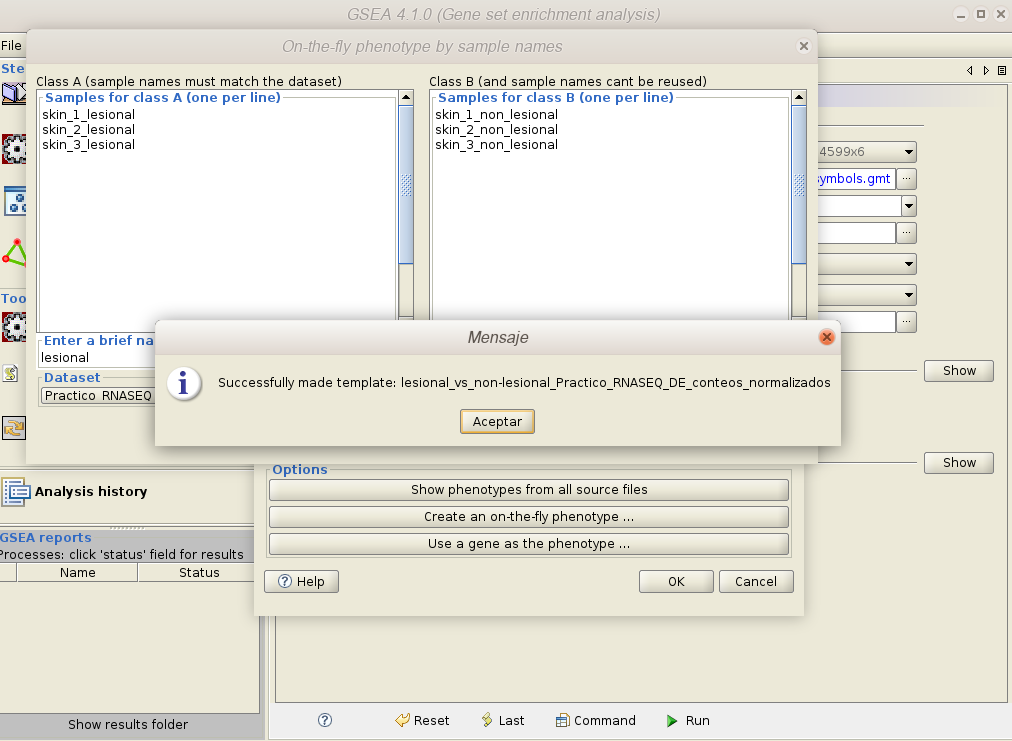 GSEA 4.1.0 (Gene set enrichment analysis)
File
On-the-fly phenotype by sample names
Class A (sample names must match the dataset)
Samples for class A (one per line)
skin_1_lesional
skin_2_lesional
skin_3_lesional
Class B (and sample names cant be reused)
Samples for class B (one per line)
skin_1_non_lesional
skin_2_non_lesional
skin_3_non_lesional
4599x6
symbols.gmt
...
...
...
Ste
Too
Enter a brief na
lesional
Dataset
Practico_RNASEQ
Mensaje
Successfully made template: lesional_vs_non-lesional_Practico_RNASEQ_DE_conteos_normalizados
Aceptar
Show
Show
Options
Show phenotypes from all source files
Create an on-the-fly phenotype ...
Use a gene as the phenotype ...
Help
OK
Cancel
Analysis history
GSEA reports
Processes: click 'status' field for results
Name
Status
Show results folder
Reset
Last
Command
Run